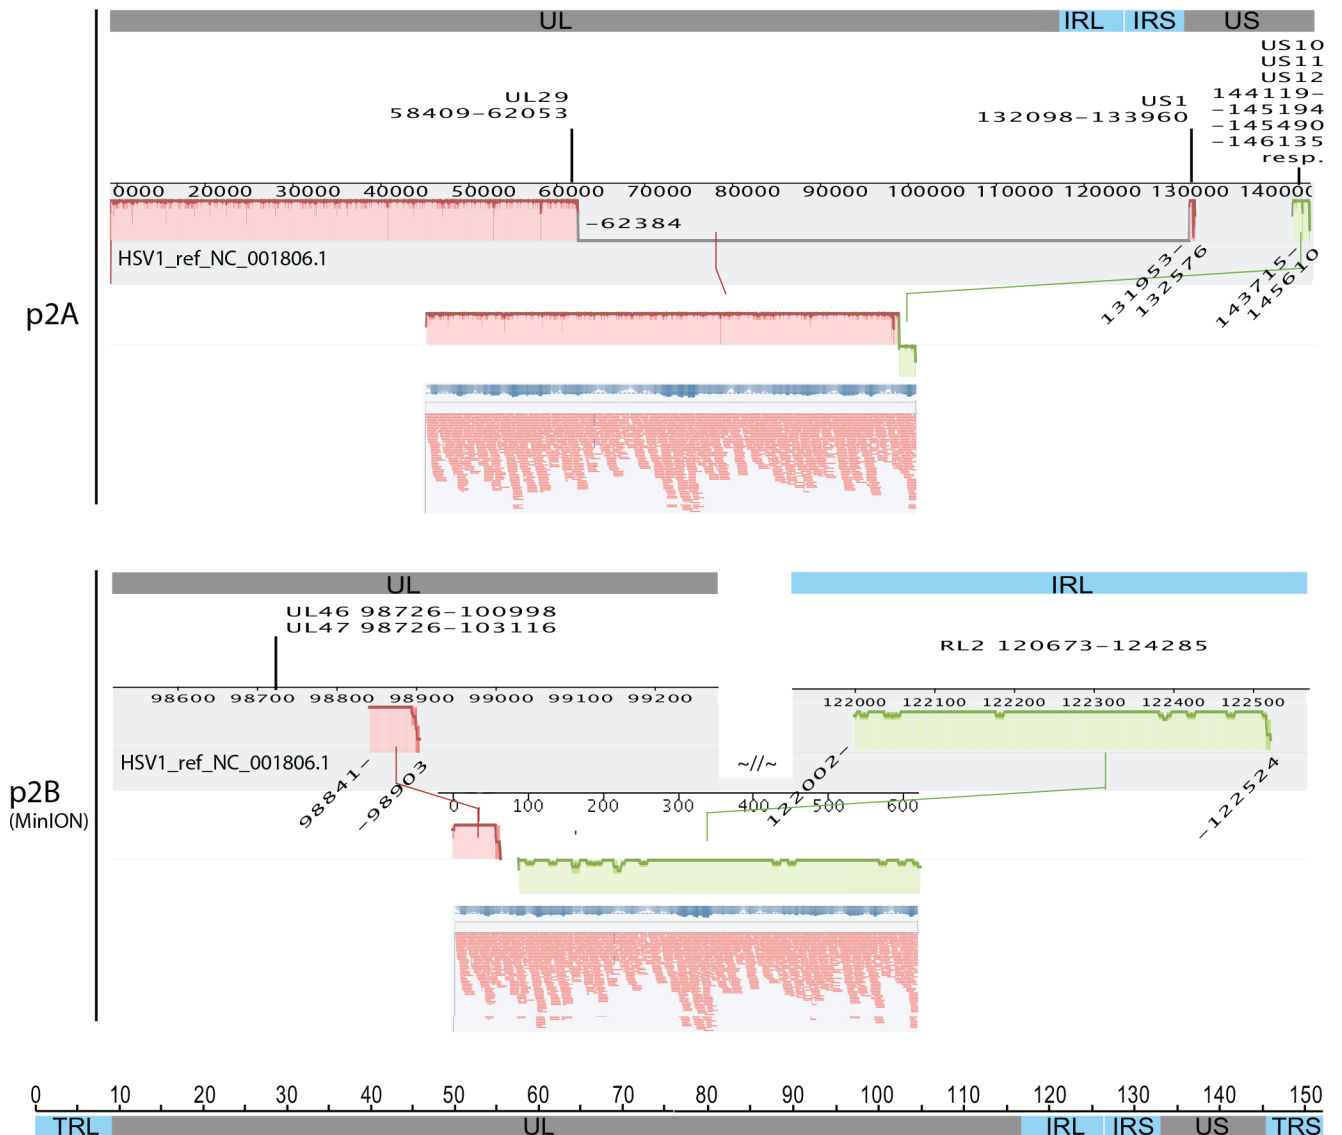 UL IRL IRS US
US10
US11
US12
144119-
-145194
-145490
-146135
resp.
UL29
58409-62053
US1
132098-133960
0000 20000 30000 40000 50000 60000 70000 80000 90000 100000 110000 120000 130000 140000
-62384
HSV1_ref_NC_001806.1
131953-
132576
143715-
145610
p2A
UL IRL
UL46 98726-100998
UL47 98726-103116
RL2 120673-124285
98600 98700 98800 98900 99000 99100 99200
122000 122100 122200 122300 122400 122500
HSV1_ref_NC_001806.1
~//~
98841-
-98903
122002-
-122524
p2B
(MinION)
0 100 200 300 400 500 600
0 10 20 30 40 50 60 70 80 90 100 110 120 130 140 150
TRL UL IRL IRS US TRS